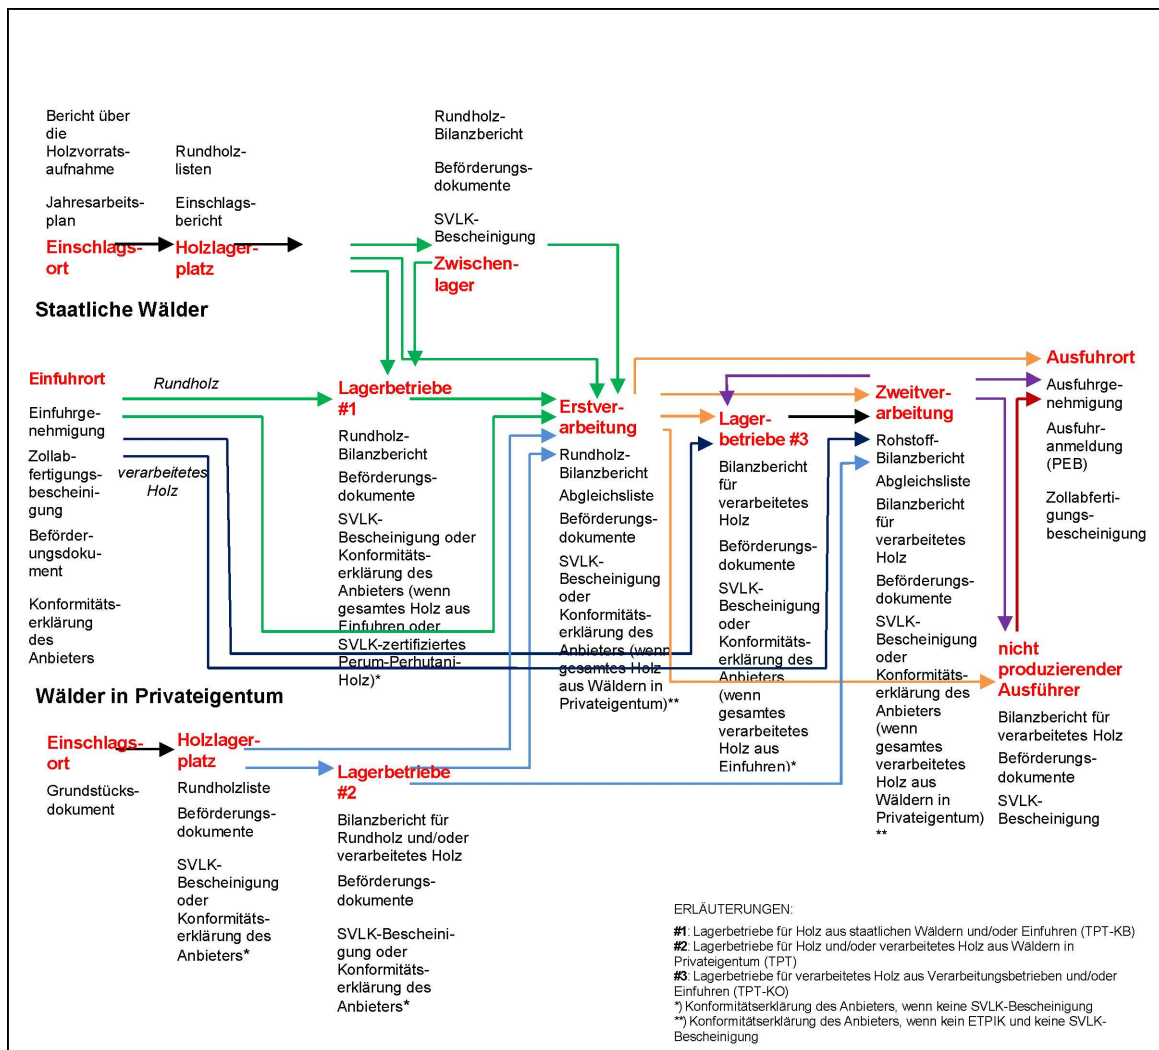 Bericht über
die
Holzvorrats-
aufnahme
Jahresarbeits-
plan
Einschlags-
ort
Rundholz-
listen
Einschlags-
bericht
Holzlager-
platz
Rundholz-
Bilanzbericht
Beförderungs-
dokumente
SVLK-
Bescheinigung
Zwischen-
lager
Staatliche Wälder
Einfuhrort
Einfuhrge-
nehmigung
Zollab-
fertigungs-
bescheini-
gung
Beförder-
ungsdoku-
ment
Konformitäts-
erklärung
des
Anbieters
Rundholz
verarbeitetes
Holz
Lagerbetriebe
#1
Rundholz-
Bilanzbericht
Beförderungs-
dokumente
SVLK-
Bescheinigung oder
Konformitäts-
erklärung des
Anbieters (wenn
gesamtes Holz aus
Einfuhren oder
SVLK-zertifiziertes
Perum-Perhutani-
Holz)*
Erstver-
arbeitung
Rundholz-
Bilanzbericht
Abgleichsliste
Beförderungs-
dokumente
SVLK-
Bescheinigung
oder
Konformitäts-
erklärung des
Anbieters (wenn
gesamtes Holz
aus Wäldern in
Privateigentum)**
Lager-
betriebe #3
Bilanzbericht
für
verarbeitetes
Holz
Beförderungs-
dokumente
SVLK-
Bescheinigung
oder
Konformitäts-
erklärung des
Anbieters
(wenn
gesamtes
verarbeitetes
Holz aus
Einfuhren)*
Zweitver-
arbeitung
Rohstoff-
Bilanzbericht
Abgleichsliste
Bilanzbericht
für
verarbeitetes
Holz
Beförderungs-
dokumente
SVLK-
Bescheinigung
oder
Konformitäts-
erklärung des
Anbieters
(wenn
gesamtes
verarbeitetes
Holz aus
Wäldern in
Privateigentum)
**
Ausfuhrort
Ausfuhrge-
nehmigung
Ausfuhr-
anmeldung
(PEB)
Zollabferti-
gungs-
bescheinigung
nicht
produzierender
Ausführer
Bilanzbericht für
verarbeitetes Holz
Beförderungs-
dokumente
SVLK-
Bescheinigung
Wälder in Privateigentum
Einschlags-
ort
Grundstücks-
dokument
Holzlager-
platz
Rundholzliste
Beförderungs-
dokumente
SVLK-
Bescheinigung
oder
Konformitäts-
erklärung des
Anbieters*
Lagerbetriebe
#2
Bilanzbericht für
Rundholz und/oder
verarbeitetes Holz
Beförderungs-
dokumente
SVLK-Bescheini-
gung oder
Konformitäts-
erklärung des
Anbieters*
ERLÄUTERUNGEN:
#1: Lagerbetriebe für Holz aus staatlichen Wäldern und/oder Einfuhren (TPT-KB)
#2: Lagerbetriebe für Holz und/oder verarbeitetes Holz aus Wäldern in
Privateigentum (TPT)
#3: Lagerbetriebe für verarbeitetes Holz aus Verarbeitungsbetrieben und/oder
Einfuhren (TPT-KO)
*) Konformitätserklärung des Anbieters, wenn keine SVLK-Bescheinigung
**) Konformitätserklärung des Anbieters, wenn kein ETPIK und keine SVLK-
Bescheinigung